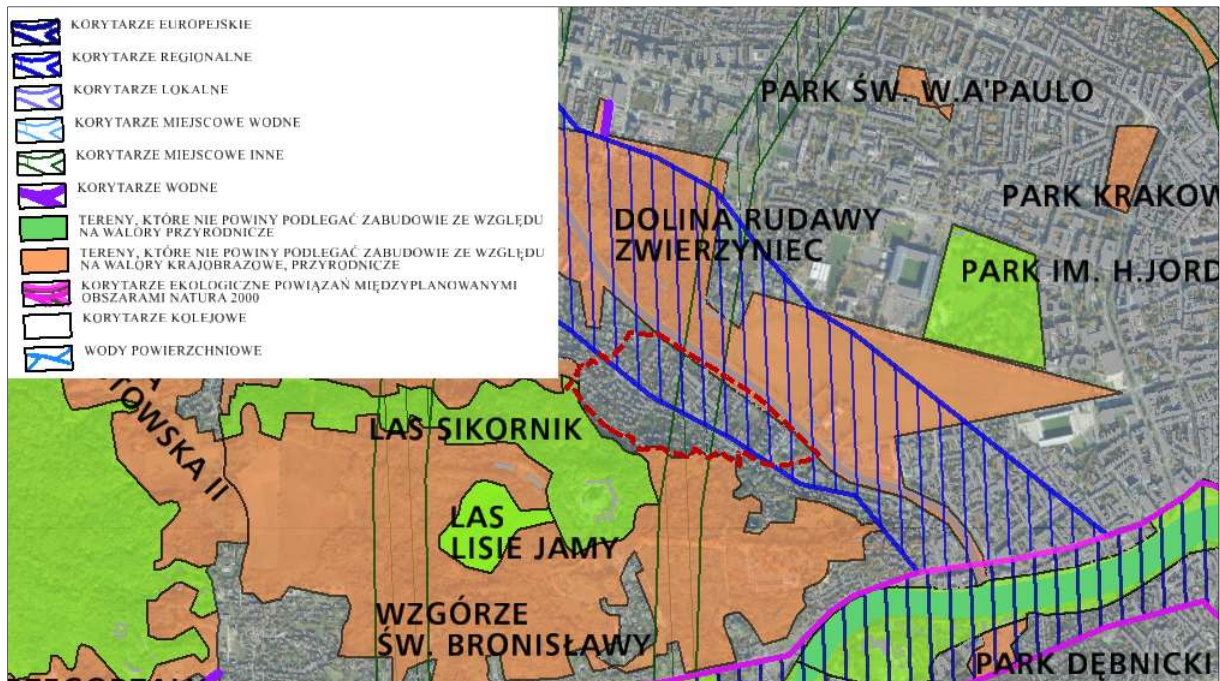 KORYTARZE EUROPEJSKIE
KORYTARZE REGIONALNE
KORYTARZE LOKALNE
KORYTARZE MIEJSCOWE WODNE
KORYTARZE MIEJSCOWE INNE
KORYTARZE WODNE
TERENY, KTÓRE NIE POWINY PODLEGAĆ ZABUDOWIE ZE WZGLĘDU
NA WALORY PRZYRODNICZE
TERENY, KTÓRE NIE POWINY PODLEGAĆ ZABUDOWIE ZE WZGLĘDU
NA WALORY KRAJOBRAZOWE, PRZYRODNICZE
KORYTARZE EKOLOGICZNE POWIĄZAŃ MIĘDZYPLANOWANYMI
OBSZARAMI NATURA 2000
KORYTARZE KOLEJOWE
WODY POWIERZCHNIOWE
PARK ŚW. W.A'PAULO
PARK KRAKOW
DOLINA RUDAWY
ZWIERZYNIEC
PARK IM. H.JORD
TOWSKA II
LAS SIKORNIK
LAS
LISIE JAMY
WZGÓRZE
ŚW. BRONISŁAWY
PARK DĘBNICKI